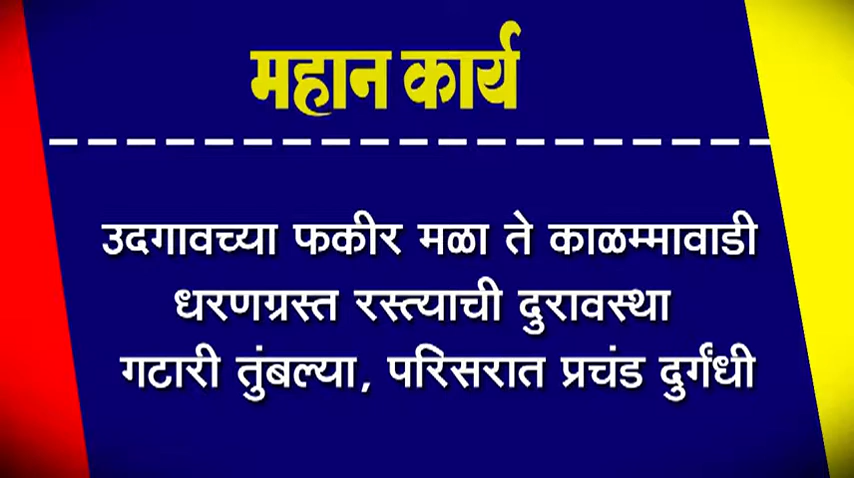 महान कार्य
उदगावच्या फकीर मळा ते काळम्मावाडी
धरणग्रस्त रस्त्याची दुरावस्था
गटारी तुंबल्या, परिसरात प्रचंड दुर्गंधी